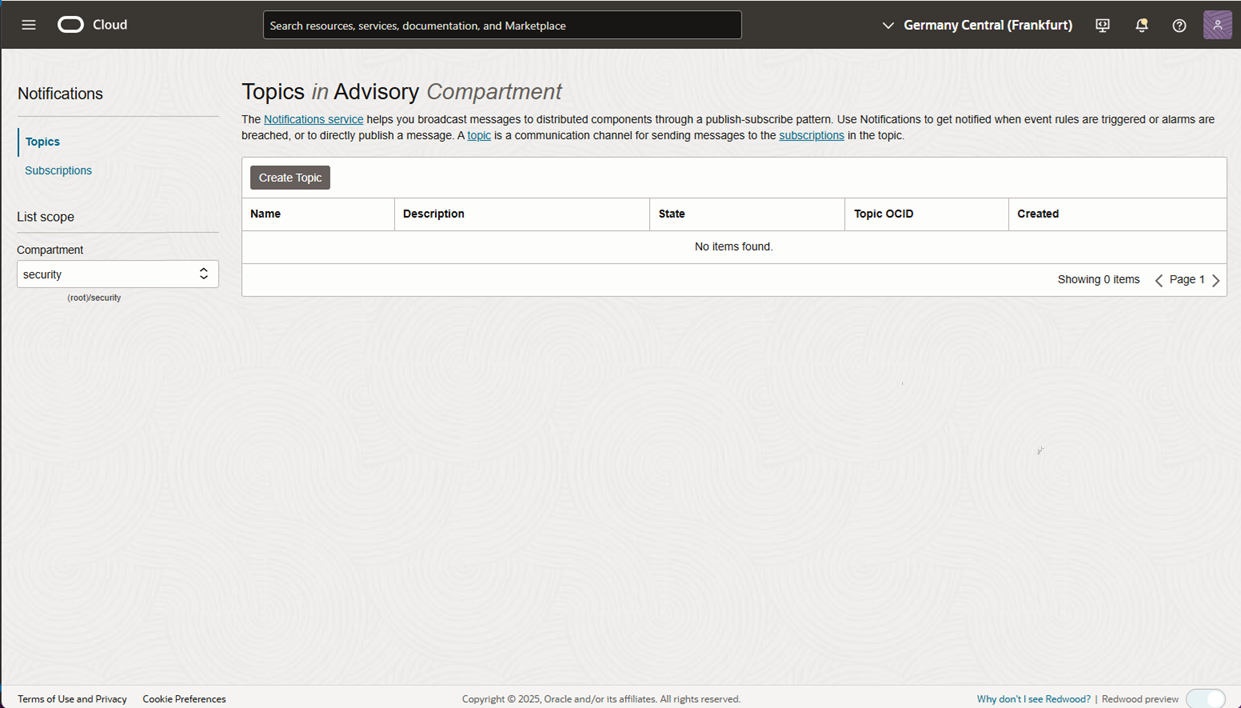 Cloud
Search resources, services, documentation, and Marketplace
Germany Central (Frankfurt)
Notifications
Topics
Subscriptions
List scope
Compartment
security
(root)/security
Topics in Advisory Compartment
The Notifications service helps you broadcast messages to distributed components through a publish-subscribe pattern. Use Notifications to get notified when event rules are triggered or alarms are
breached, or to directly publish a message. A topic is a communication channel for sending messages to the subscriptions in the topic.
Create Topic
Name Description State Topic OCID Created
No items found.
Showing 0 items Page 1
Terms of Use and Privacy Cookie Preferences Copyright © 2025, Oracle and/or its affiliates. All rights reserved. Why don't I see Redwood? | Redwood preview